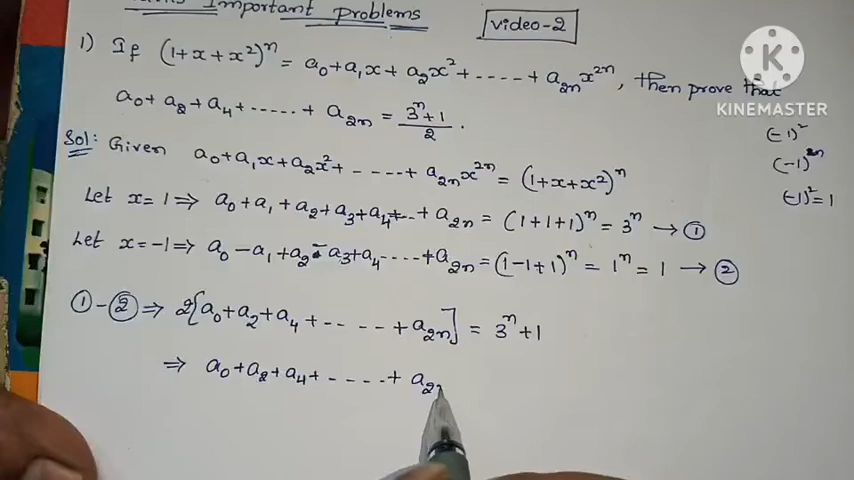 Important Problems
video-2
1) If (1+x+x²)ⁿ = a₀+a₁x+a₂x²+.....+a₂ₙx²ⁿ, then prove that
a₀+a₂+a₄+.....+a₂ₙ = (3ⁿ+1)/2.
K
KINEMASTER
(-1)²
(-1)²ⁿ
(-1)²=1
Sol: Given a₀+a₁x+a₂x²+-....+a₂ₙx²ⁿ = (1+x+x²)ⁿ
Let x=1 ⇒ a₀+a₁+a₂+a₃+a₄+-..+a₂ₙ = (1+1+1)ⁿ = 3ⁿ → ①
Let x=-1 ⇒ a₀-a₁+a₂-a₃+a₄-....+a₂ₙ = (1-1+1)ⁿ = 1ⁿ = 1 → ②
①-② ⇒ 2[a₀+a₂+a₄+-.. -..+a₂ₙ] = 3ⁿ+1
⇒ a₀+a₂+a₄+-....+a₂